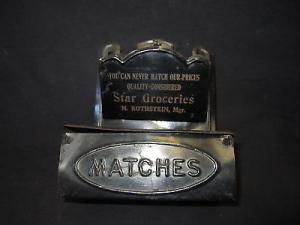 YOU CAN NEVER MATCH OUR PRICES
QUALITY CONSIDERED
Star Groceries
M. ROTHSTEIN, Mgr.
MATCHES